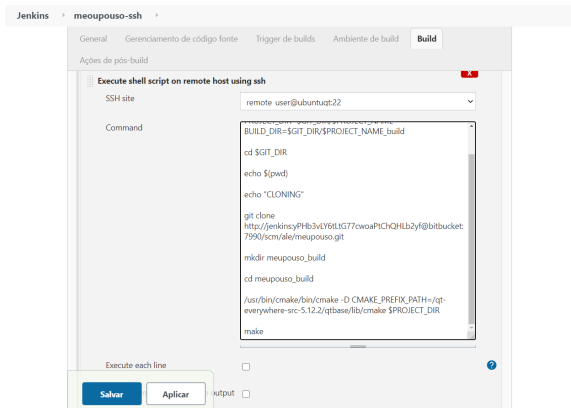 Jenkins
meoupouso-ssh
General
Gerenciamento de código fonte
Trigger de builds
Ambiente de build
Build
Ações de pós-build
X
Execute shell script on remote host using ssh
SSH site
remote_user@ubuntuqt:22
Command
PROJECT_DIR=$GIT_DIR/$PROJECT_NAME
BUILD_DIR=$GIT_DIR/$PROJECT_NAME_build
cd $GIT_DIR
echo $(pwd)
echo "CLONING"
git clone
http://jenkins:yPHb3vLY6tLtG77cwoaPtChQHLb2yf@bitbucket:
7990/scm/ale/meupouso.git
mkdir meupouso_build
cd meupouso_build
/usr/bin/cmake/bin/cmake -D CMAKE_PREFIX_PATH=/qt-
everywhere-src-5.12.2/qtbase/lib/cmake $PROJECT_DIR
make
Execute each line
?
Salvar
Aplicar
output